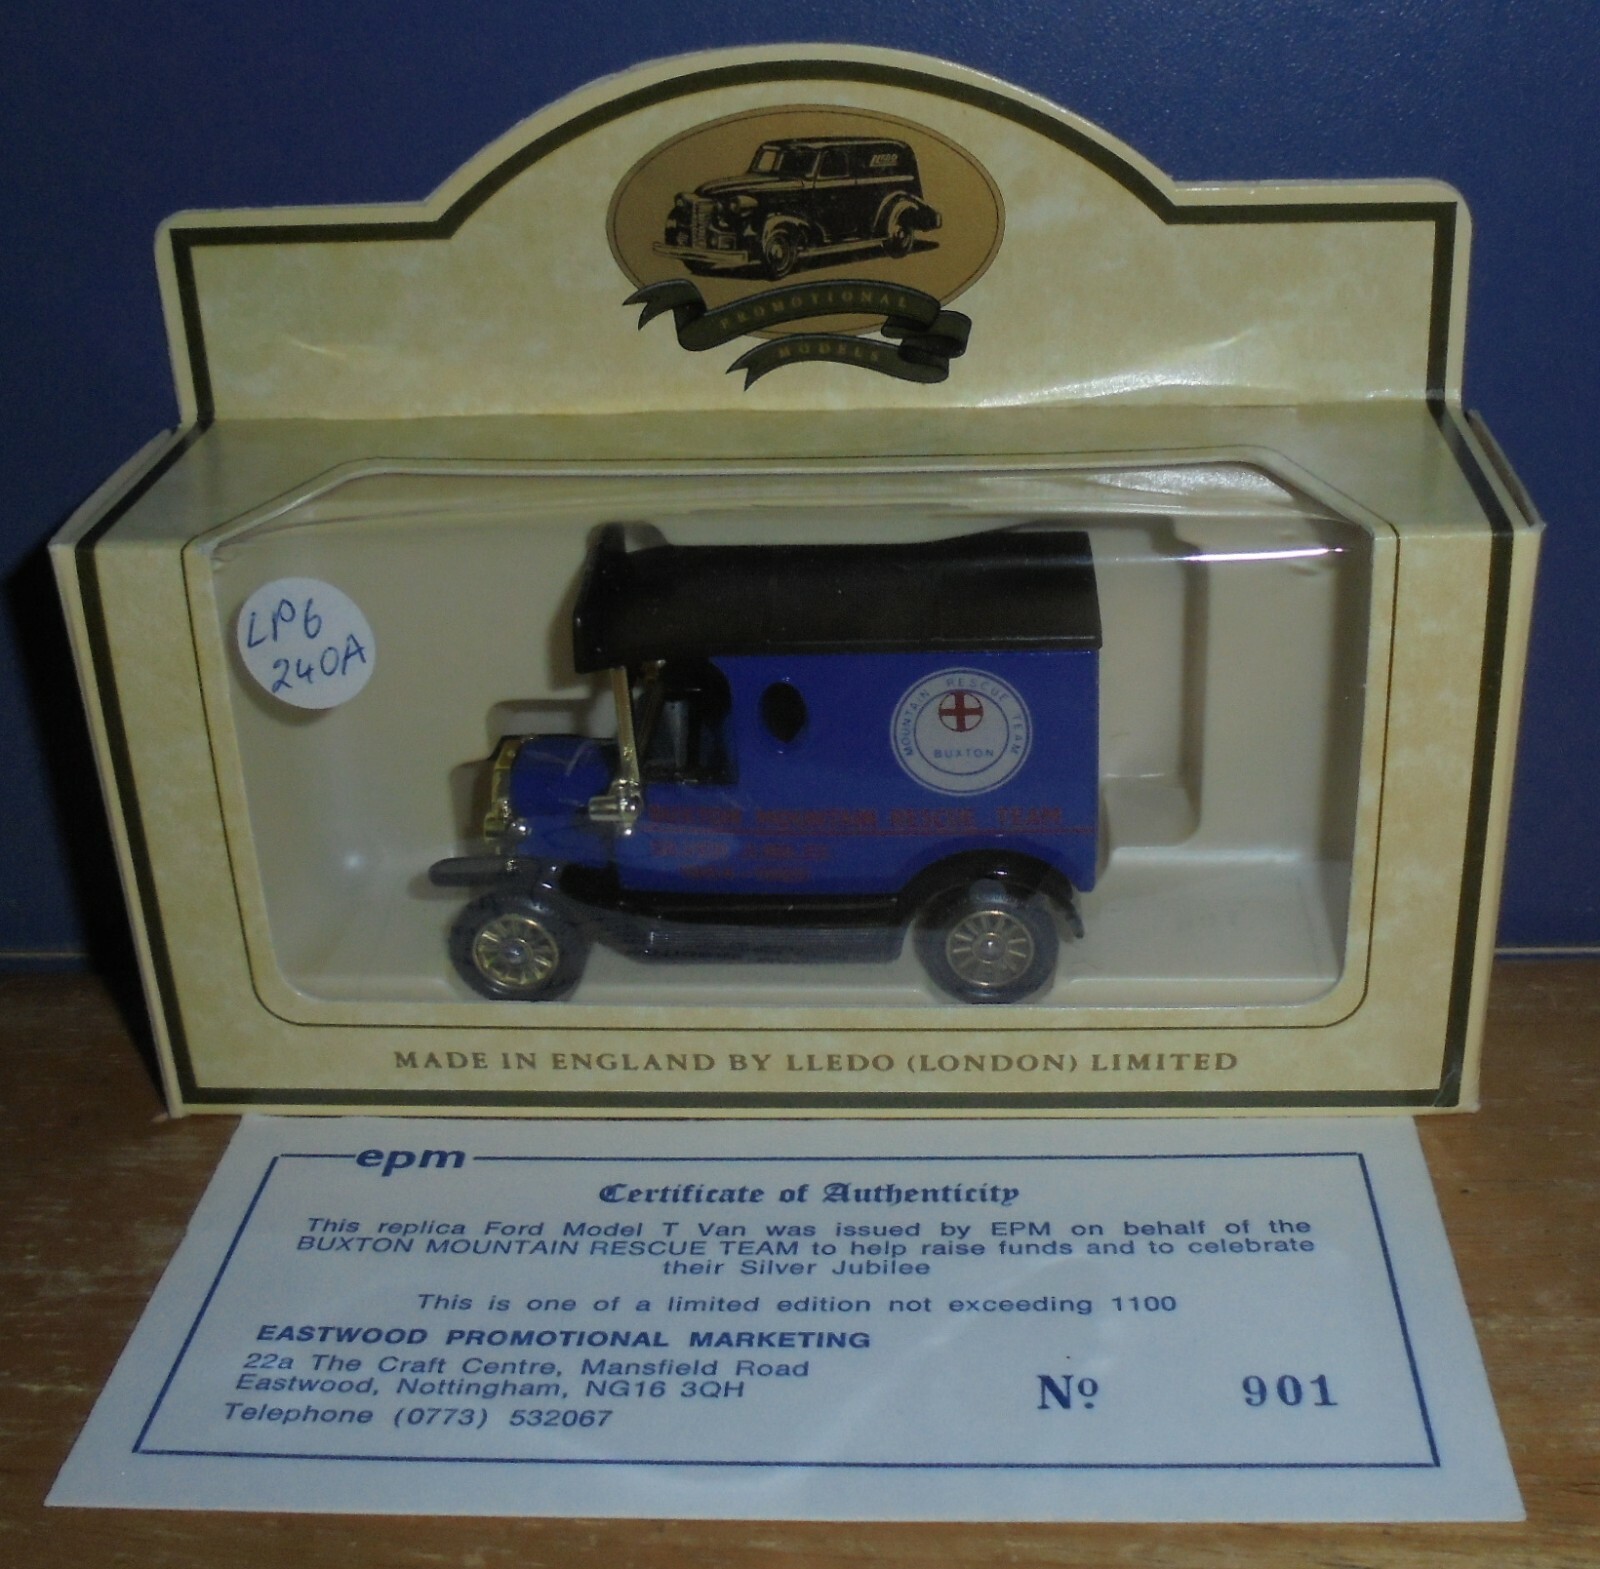 LLEDO
PROMOTIONAL
MODELS
LP6
240A
MOUNTAIN RESCUE TEAM
BUXTON
BUXTON MOUNTAIN RESCUE TEAM
SILVER JUBILEE
MADE IN ENGLAND BY LLEDO (LONDON) LIMITED
epm
Certificate of Authenticity
This replica Ford Model T Van was issued by EPM on behalf of the
BUXTON MOUNTAIN RESCUE TEAM to help raise funds and to celebrate
their Silver Jubilee
This is one of a limited edition not exceeding 1100
EASTWOOD PROMOTIONAL MARKETING
22a The Craft Centre, Mansfield Road
Eastwood, Nottingham, NG16 3QH
Telephone (0773) 532067
Nº 901